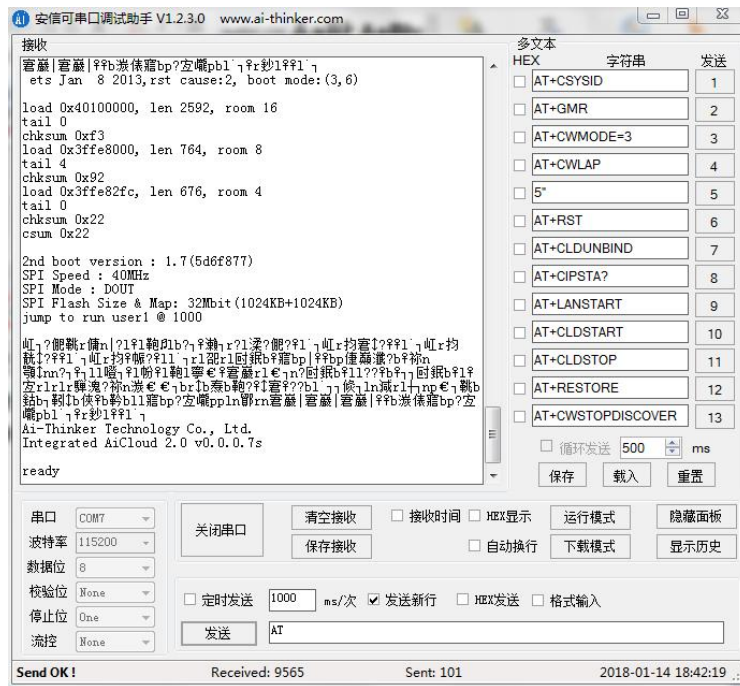 安信可串口调试助手 V1.2.3.0 www.ai-thinker.com
接收
ets Jan 8 2013,rst cause:2, boot mode:(3,6)
load 0x40100000, len 2592, room 16
tail 0
chksum 0xf3
load 0x3ffe8000, len 764, room 8
tail 4
chksum 0x92
load 0x3ffe82fc, len 676, room 4
tail 0
chksum 0x22
csum 0x22
2nd boot version : 1.7(5d6f877)
SPI Speed : 40MHz
SPI Mode : DOUT
SPI Flash Size & Map: 32Mbit(1024KB+1024KB)
jump to run user1 @ 1000
Ai-Thinker Technology Co., Ltd.
Integrated AiCloud 2.0 v0.0.0.7s
ready
多文本
HEX 字符串 发送
AT+CSYSID 1
AT+GMR 2
AT+CWMODE=3 3
AT+CWLAP 4
5" 5
AT+RST 6
AT+CLDUNBIND 7
AT+CIPSTA? 8
AT+LANSTART 9
AT+CLDSTART 10
AT+CLDSTOP 11
AT+RESTORE 12
AT+CWSTOPDISCOVER 13
循环发送 500 ms
保存 载入 重置
串口 COM7
波特率 115200
数据位 8
校验位 None
停止位 One
流控 None
关闭串口
清空接收 接收时间 HEX显示 运行模式 隐藏面板
保存接收 自动换行 下载模式 显示历史
定时发送 1000 ms/次 发送新行 HEX发送 格式输入
发送 AT
Send OK! Received: 9565 Sent: 101 2018-01-14 18:42:19